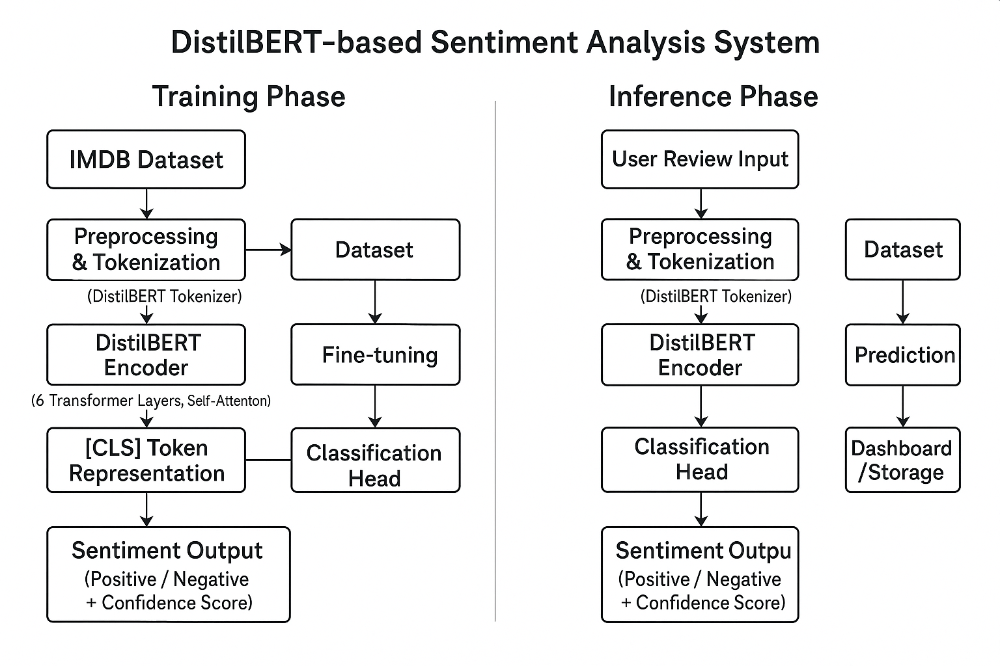 DistilBERT-based Sentiment Analysis System
Training Phase
IMDB Dataset
Preprocessing
& Tokenization
(DistilBERT Tokenizer)
DistilBERT
Encoder
(6 Transformer Layers, Self-Attenton)
[CLS] Token
Representation
Sentiment Output
(Positive / Negative
+ Confidence Score)
Dataset
Fine-tuning
Classification
Head
Inference Phase
User Review Input
Preprocessing
& Tokenization
(DistilBERT Tokenizer)
DistilBERT
Encoder
Classification
Head
Sentiment Outpu
(Positive / Negative
+ Confidence Score)
Dataset
Prediction
Dashboard
/Storage